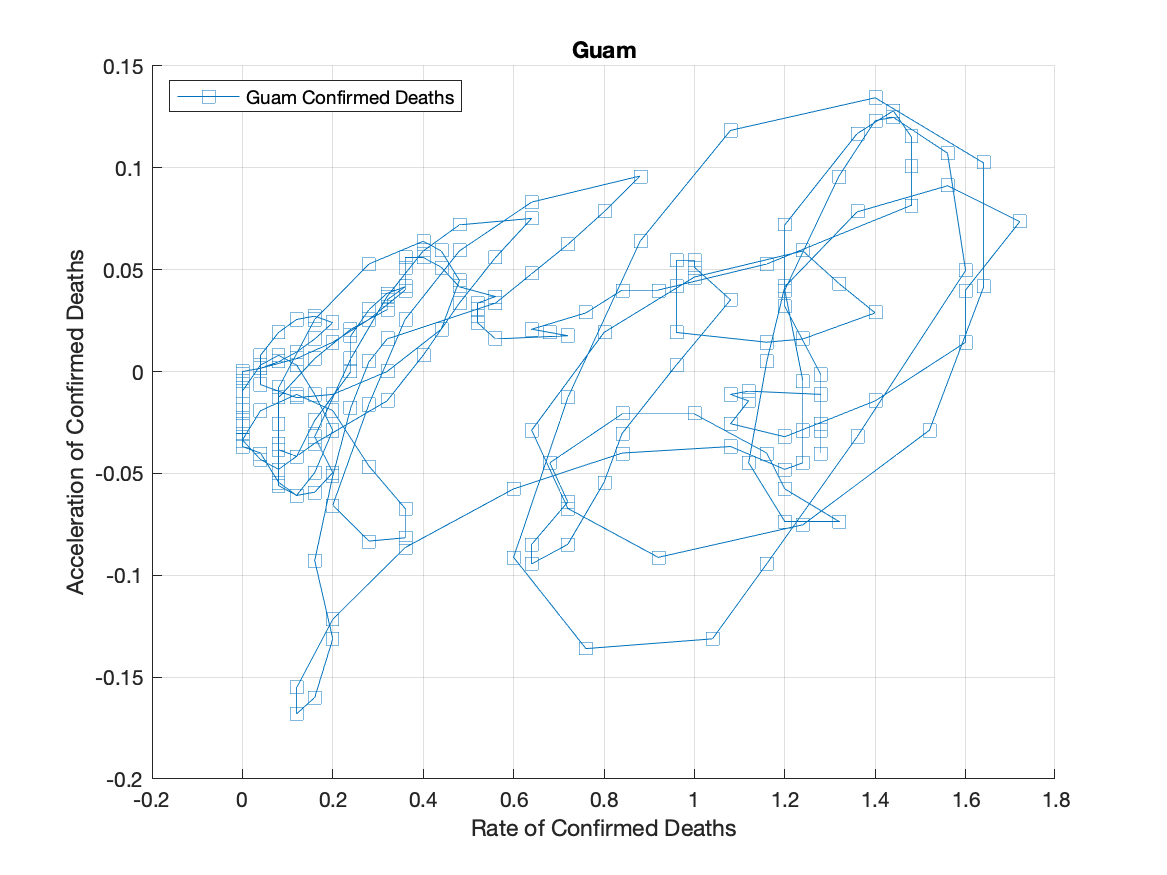 Guam
0.15
0.1
0.05
0
-0.05
-0.1
-0.15
-0.2
Guam Confirmed Deaths
Acceleration of Confirmed Deaths
-0.2 0 0.2 0.4 0.6 0.8 1 1.2 1.4 1.6 1.8
Rate of Confirmed Deaths